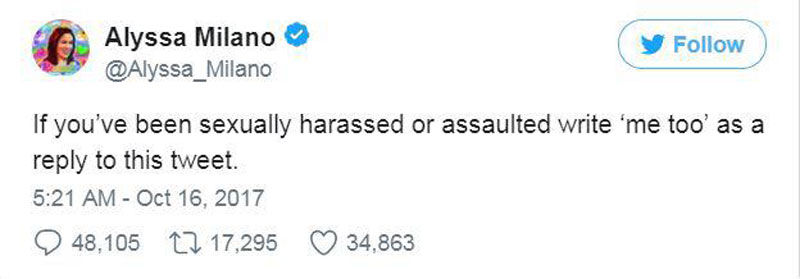 Alyssa Milano
@Alyssa_Milano
Follow
If you’ve been sexually harassed or assaulted write ‘me too’ as a
reply to this tweet.
5:21 AM - Oct 16, 2017
48,105 17,295 34,863